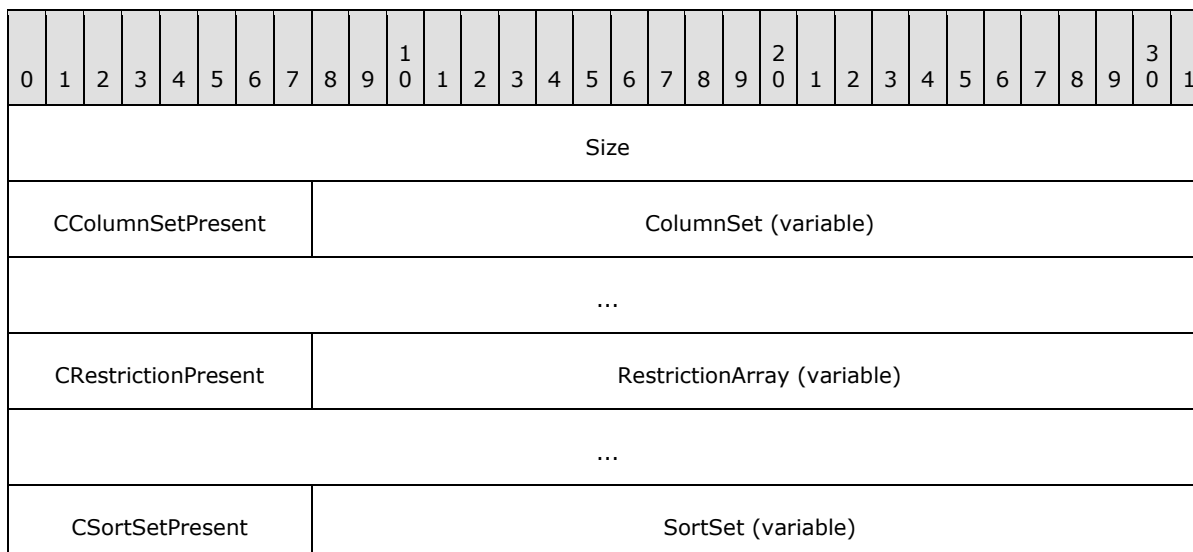 1 2 3
0 1 2 3 4 5 6 7 8 9 0 1 2 3 4 5 6 7 8 9 0 1 2 3 4 5 6 7 8 9 0 1
Size
CColumnSetPresent ColumnSet (variable)
...
CRestrictionPresent RestrictionArray (variable)
...
CSortSetPresent SortSet (variable)